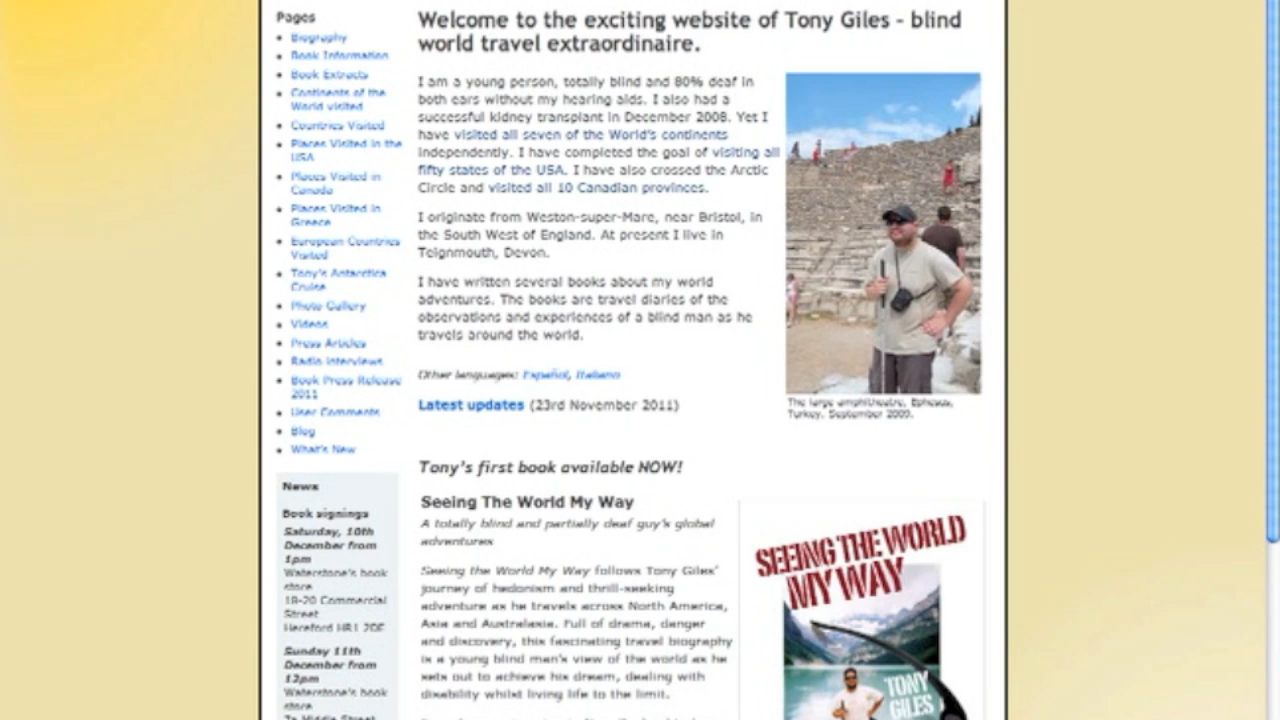 Pages
Biography
Book Information
Book Extracts
Continents of the
World visited
Countries Visited
Places Visited in the
USA
Places Visited in
Canada
Places Visited in
Greece
European Countries
Visited
Tony's Antarctica
Cruise
Photo Gallery
Videos
Press Articles
Radio Interviews
Book Press Release
2011
User Comments
Blog
What's New
News
Book signings
Saturday, 10th
December from
1pm
Waterstone's book
store
18-20 Commercial
Street
Hereford HR1 2DE
Sunday 11th
December from
12pm
Waterstone's book
store
Welcome to the exciting website of Tony Giles - blind
world travel extraordinaire.
I am a young person, totally blind and 80% deaf in
both ears without my hearing aids. I also had a
successful kidney transplant in December 2008. Yet I
have visited all seven of the World's continents
independently. I have completed the goal of visiting all
fifty states of the USA. I have also crossed the Arctic
Circle and visited all 10 Canadian provinces.
I originate from Weston-super-Mare, near Bristol, in
the South West of England. At present I live in
Teignmouth, Devon.
I have written several books about my world
adventures. The books are travel diaries of the
observations and experiences of a blind man as he
travels around the world.
Other languages: Español, Italiano
Latest updates (23rd November 2011)
The large amphitheatre, Ephesus,
Turkey. September 2009.
Tony's first book available NOW!
Seeing The World My Way
A totally blind and partially deaf guy's global
adventures
Seeing the World My Way follows Tony Giles'
journey of hedonism and thrill-seeking
adventure as he travels across North America,
Asia and Australasia. Full of drama, danger
and discovery, this fascinating travel biography
is a young blind man's view of the world as he
sets out to achieve his dream, dealing with
disability whilst living life to the limit.
SEEING THE WORLD
MY WAY
TONY
GILES